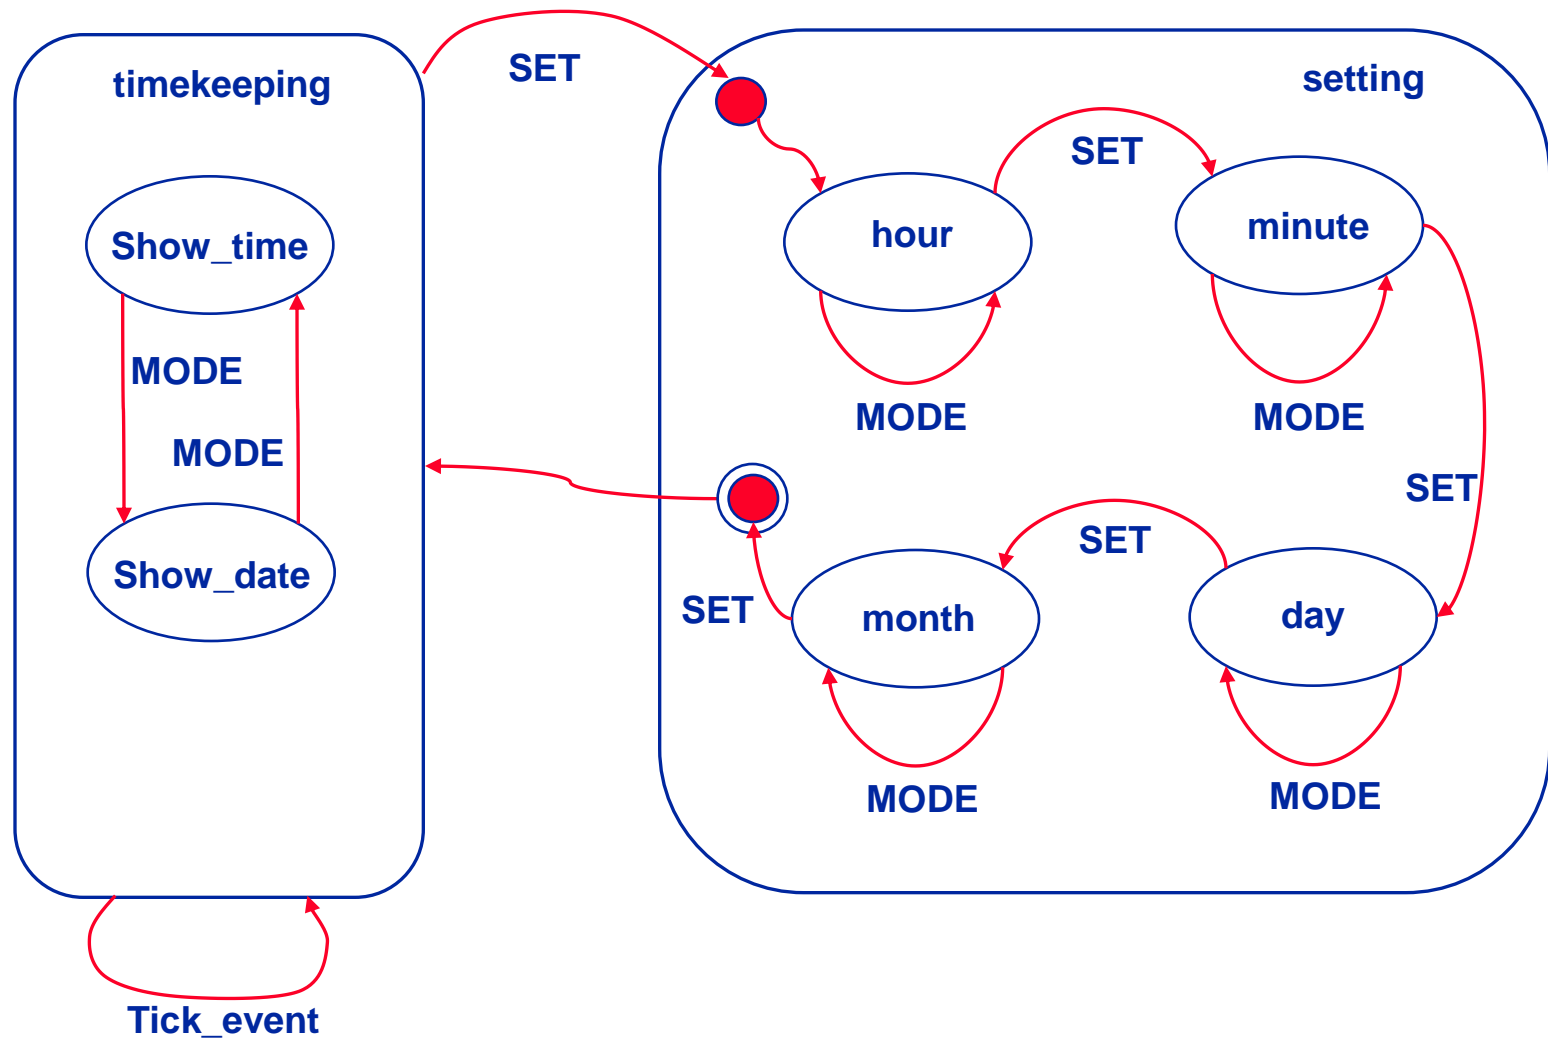 timekeeping
SET
setting
Show_time
MODE
MODE
Show_date
Tick_event
hour
SET
minute
MODE
MODE
SET
SET
SET
month
day
MODE
MODE